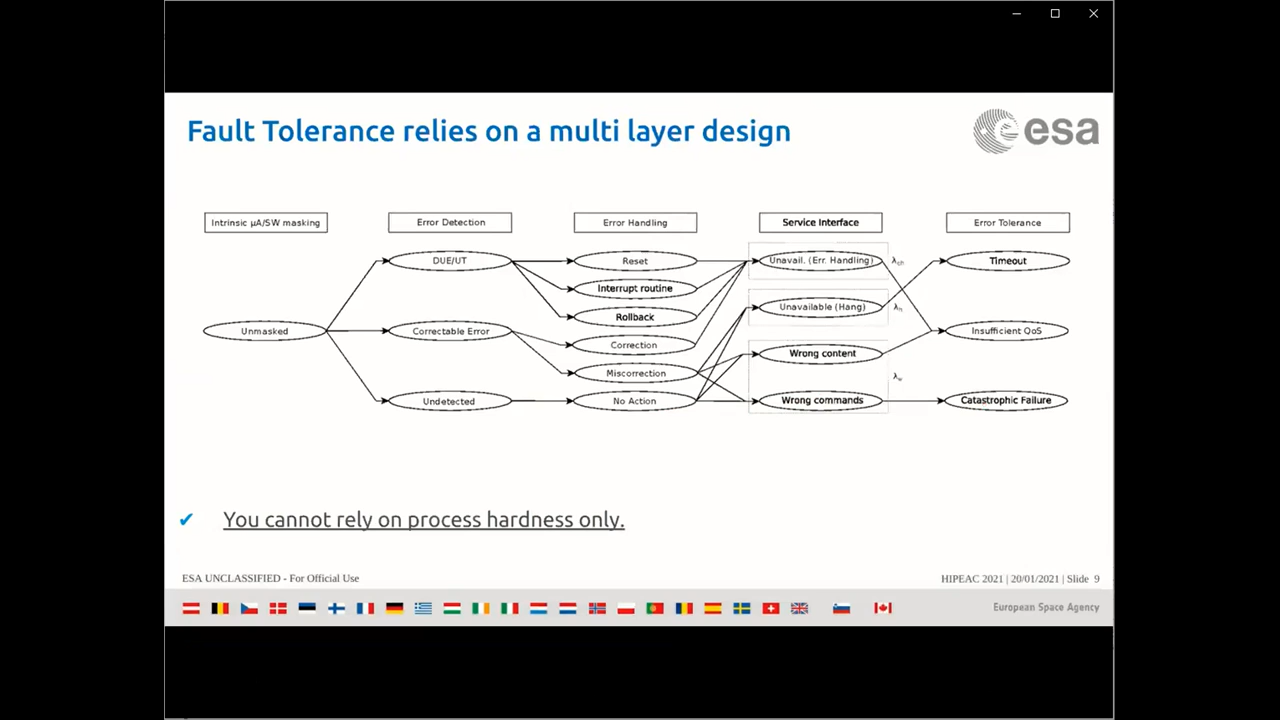 Fault Tolerance relies on a multi layer design
esa
Intrinsic µA/SW masking
Error Detection
Error Handling
Service Interface
Error Tolerance
DUE/UT
Reset
Unavail. (Err. Handling)
Timeout
Interrupt routine
Unavailable (Hang)
λh
Rollback
Unmasked
Correctable Error
Correction
Insufficient QoS
Wrong content
Miscorrection
λw
Undetected
No Action
Wrong commands
Catastrophic Failure
✔ You cannot rely on process hardness only.
ESA UNCLASSIFIED - For Official Use
HIPEAC 2021 | 20/01/2021 | Slide 9
European Space Agency